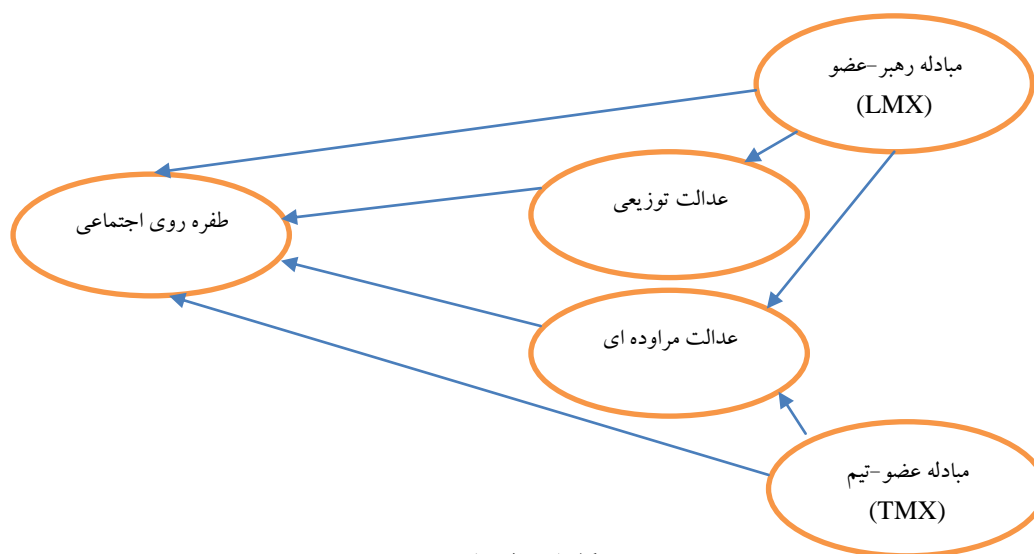 مبادله رهبر-عضو
(LMX)
عدالت توزیعی
طفره روی اجتماعی
عدالت مراوده ای
مبادله عضو-تیم
(TMX)